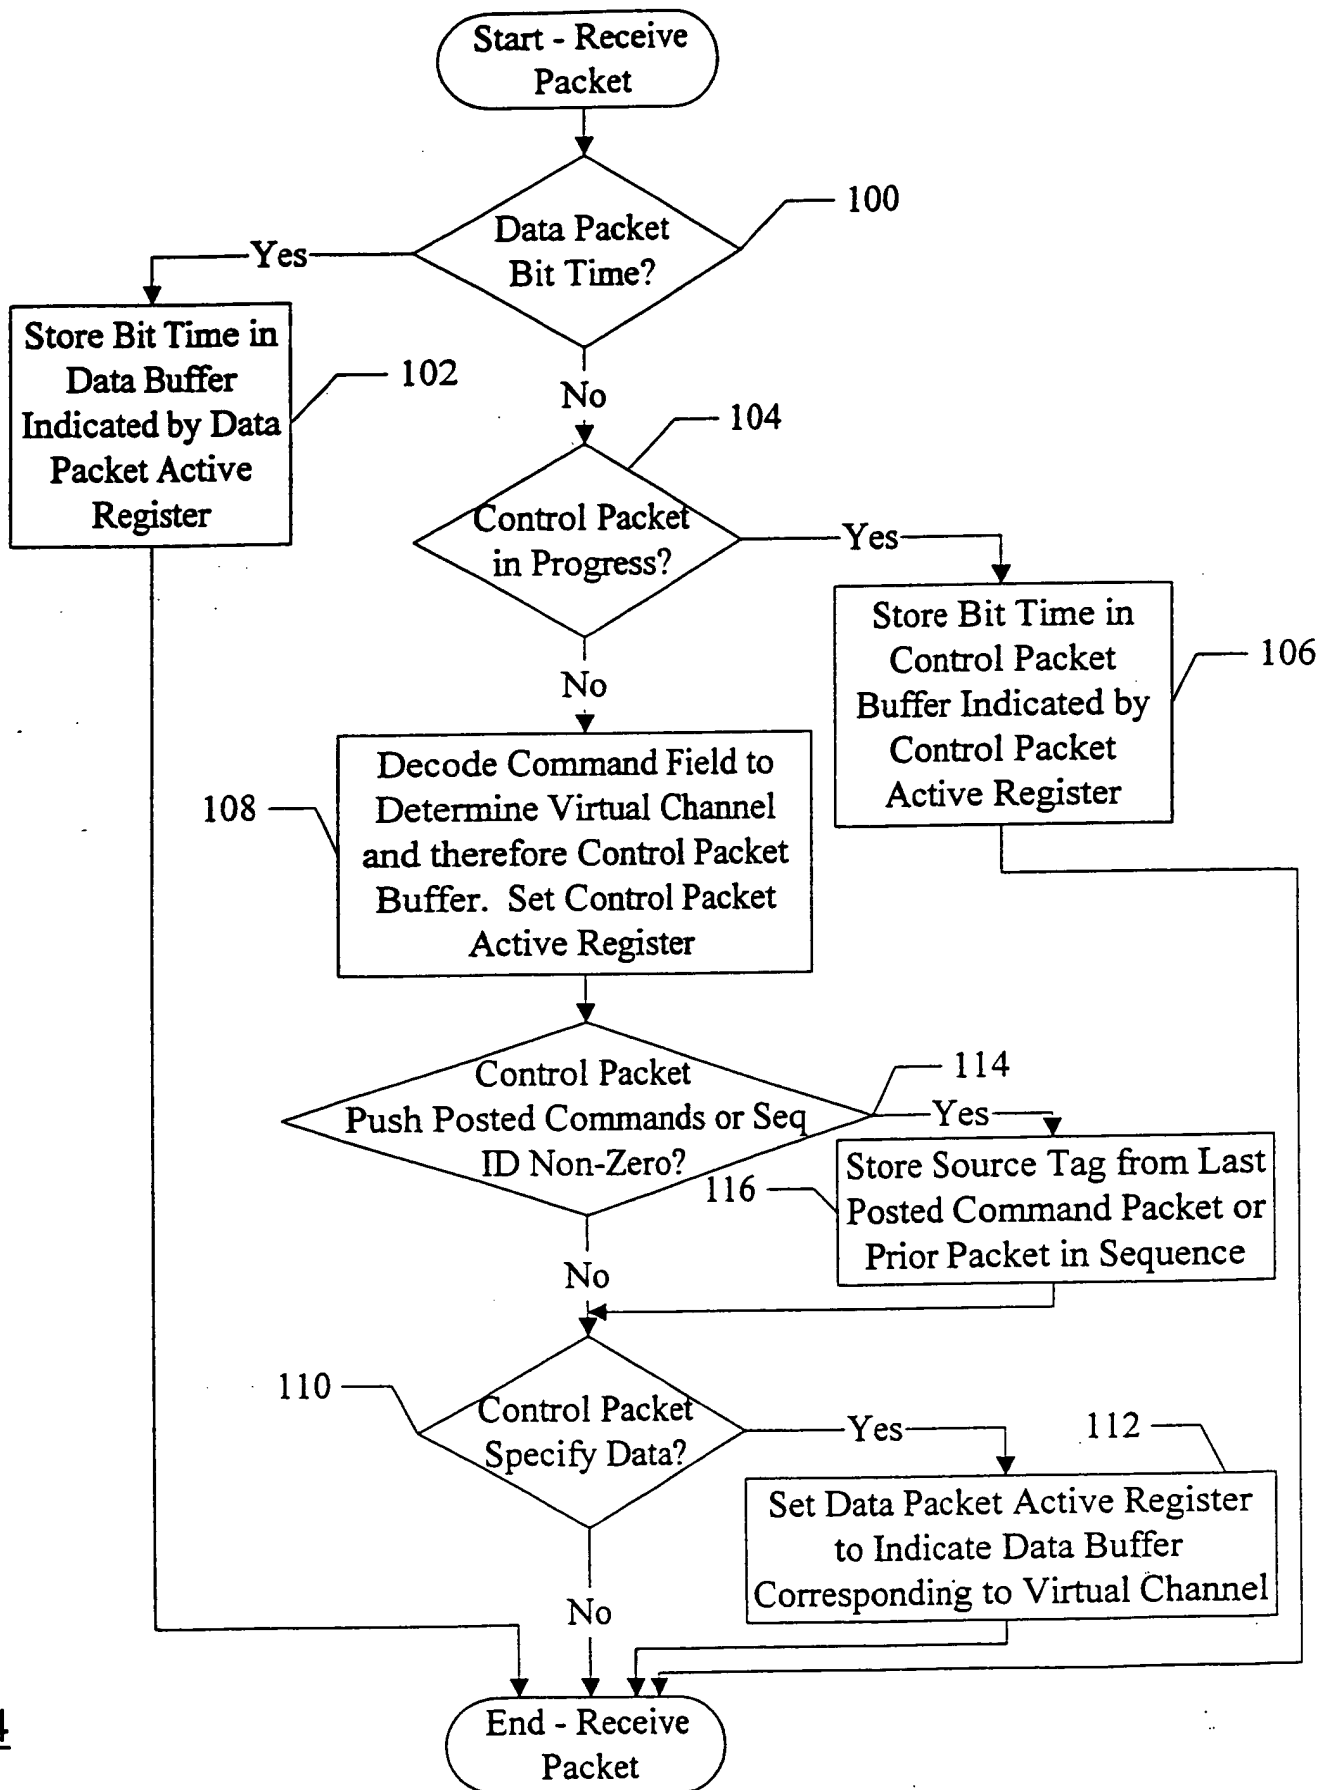 Start - Receive
Packet
100
Data Packet
Bit Time?
Yes
Store Bit Time in
Data Buffer
Indicated by Data
Packet Active
Register
102
No
104
Control Packet
in Progress?
Yes
Store Bit Time in
Control Packet
Buffer Indicated by
Control Packet
Active Register
106
No
108
Decode Command Field to
Determine Virtual Channel
and therefore Control Packet
Buffer. Set Control Packet
Active Register
Control Packet
Push Posted Commands or Seq
ID Non-Zero?
114
Yes
116
Store Source Tag from Last
Posted Command Packet or
Prior Packet in Sequence
No
110
Control Packet
Specify Data?
Yes
112
Set Data Packet Active Register
to Indicate Data Buffer
Corresponding to Virtual Channel
No
End - Receive
Packet